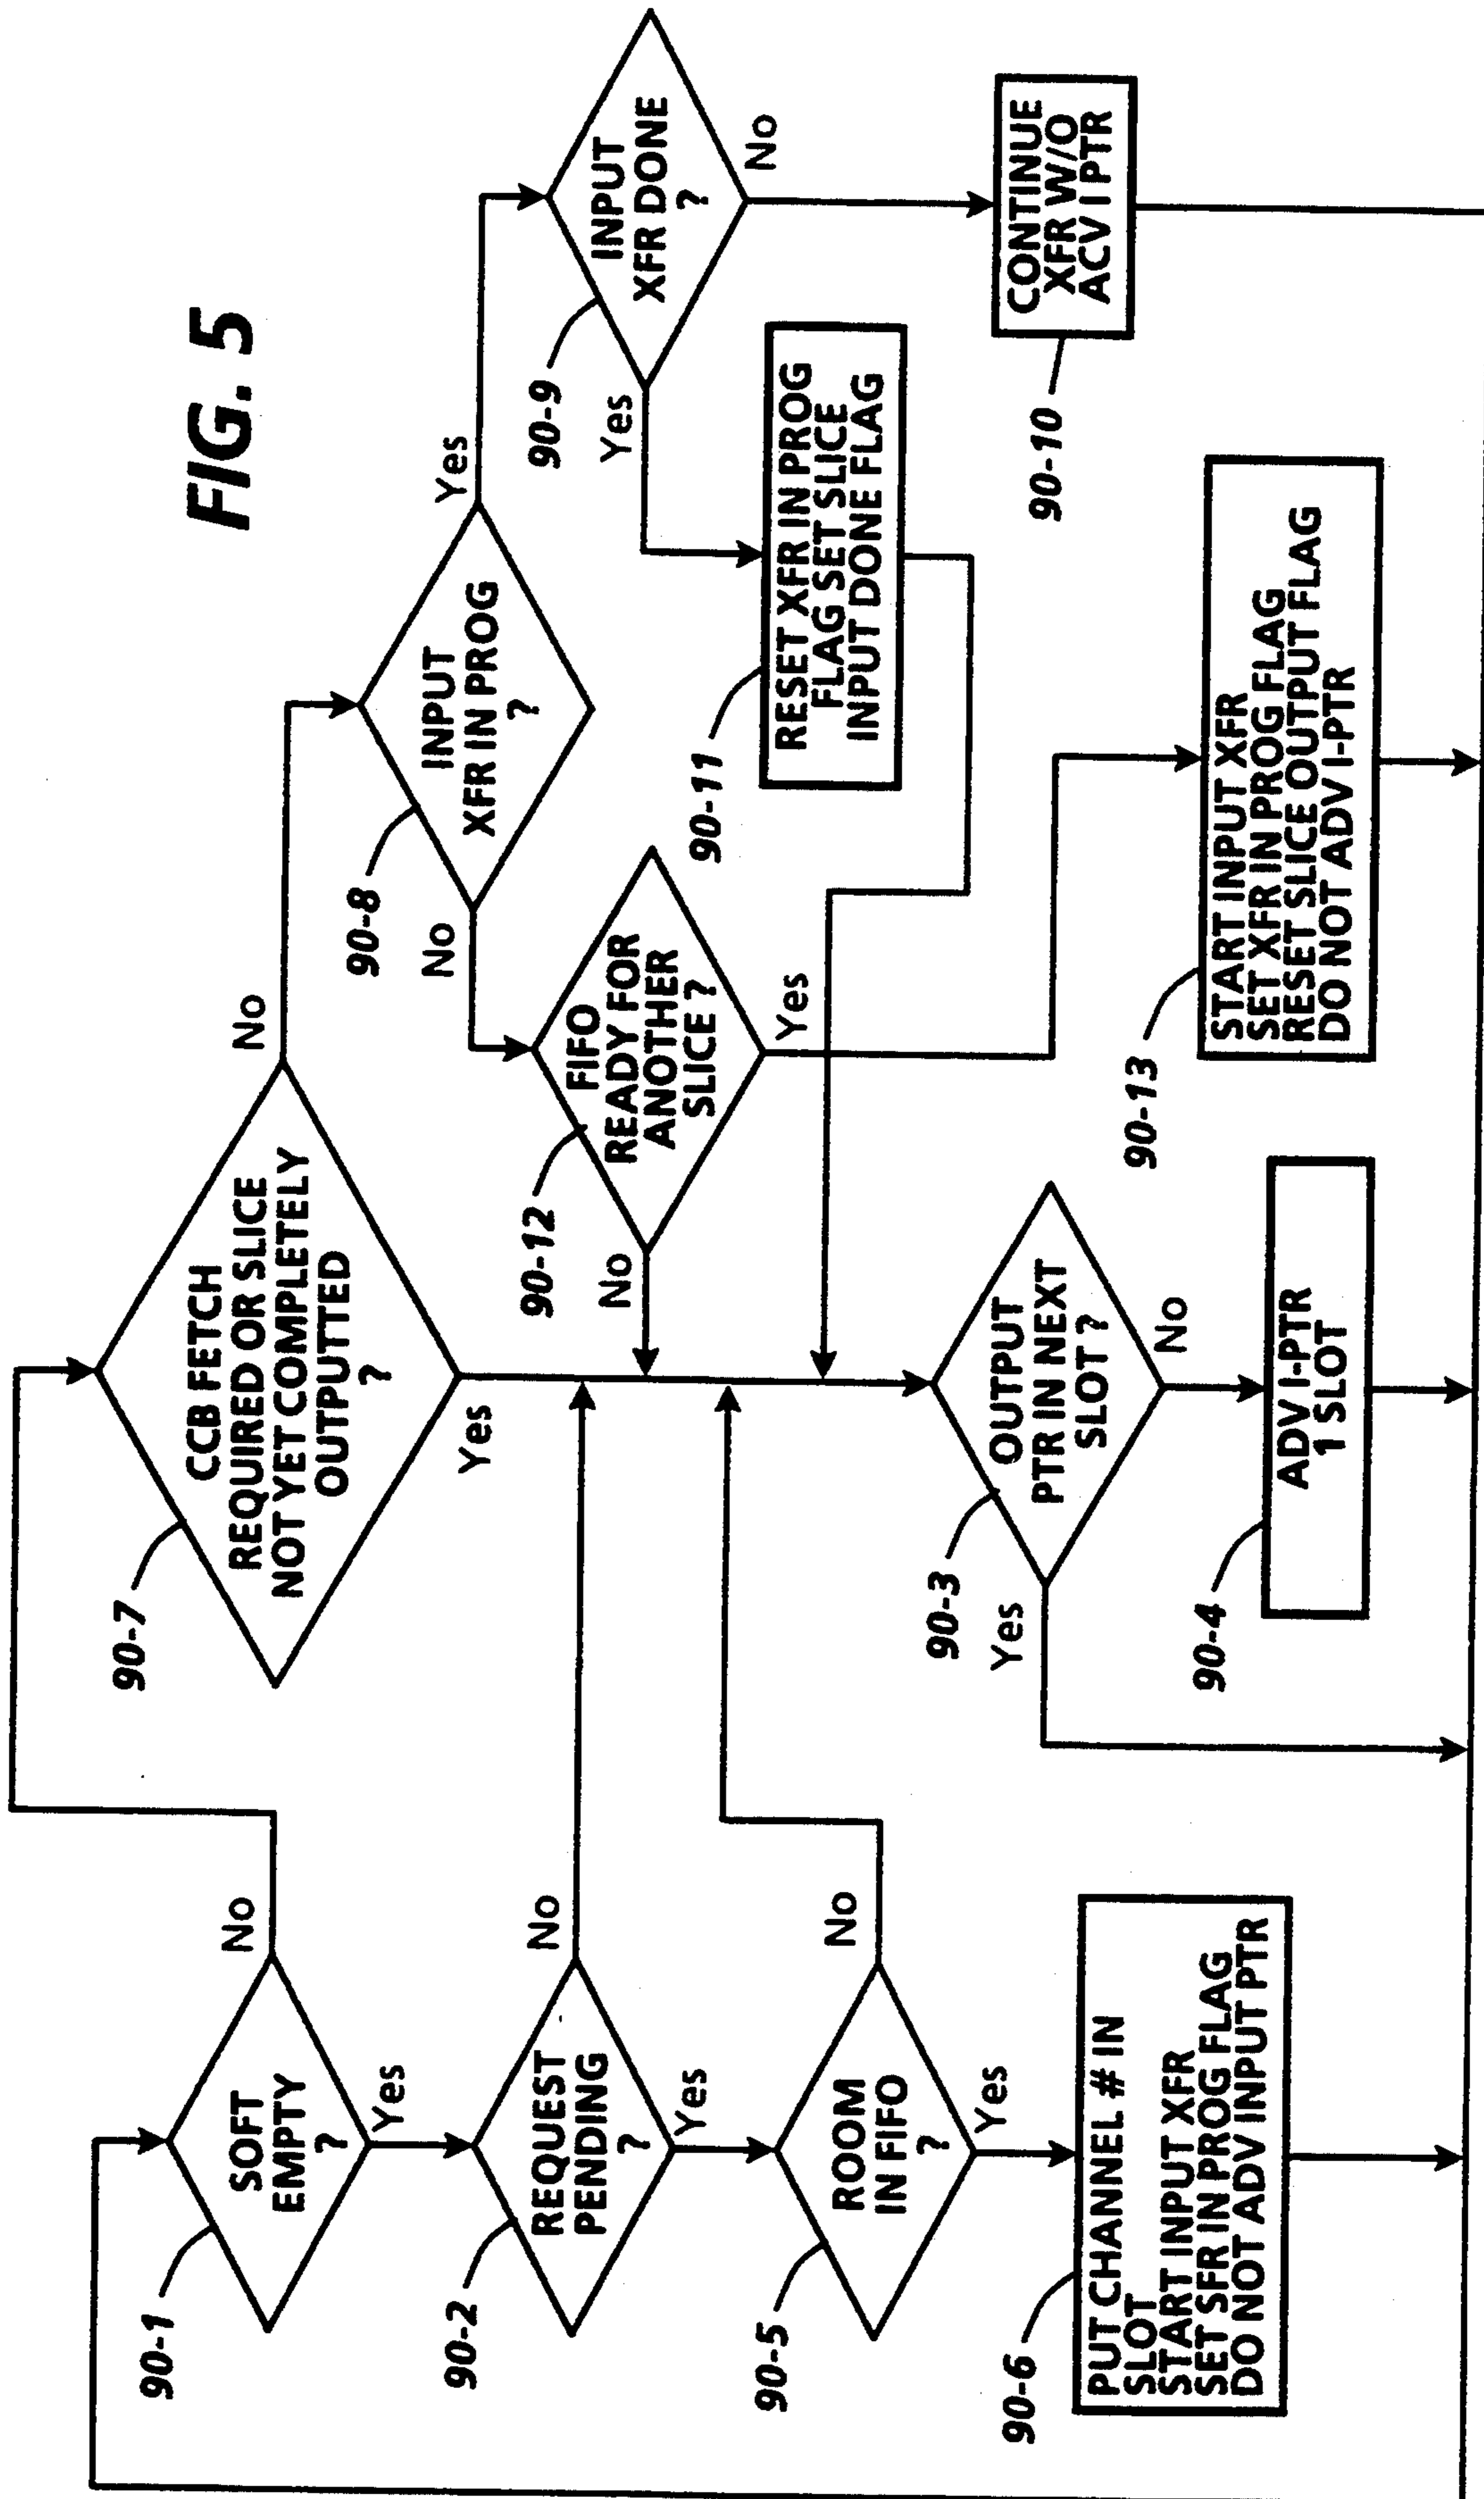 FIG. 5
90-1
SOFT
EMPTY
?
No
Yes
90-2
REQUEST
PENDING
?
No
Yes
90-5
ROOM
IN FIFO
?
No
Yes
90-6
PUT CHANNEL # IN
SLOT
START INPUT XFR
SET SFR IN PROG FLAG
DO NOT ADV INPUT PTR
90-7
CCB FETCH
REQUIRED OR SLICE
NOT YET COMPLETELY
OUTPUTTED
?
No
Yes
90-3
OUTPUT
PTR IN NEXT
SLOT ?
Yes
No
90-4
ADV I-PTR
1 SLOT
90-8
INPUT
XFR IN PROG
?
Yes
No
90-12
FIFO
READY FOR
ANOTHER
SLICE ?
No
Yes
90-9
INPUT
XFR DONE
?
Yes
No
90-11
RESET XFR IN PROG
FLAG SET SLICE
INPUT DONE FLAG
90-10
CONTINUE
XFR W/O
ACV I PTR
90-13
START INPUT XFR
SET XFR IN PROG FLAG
RESET SLICE OUTPUT FLAG
DO NOT ADV I-PTR